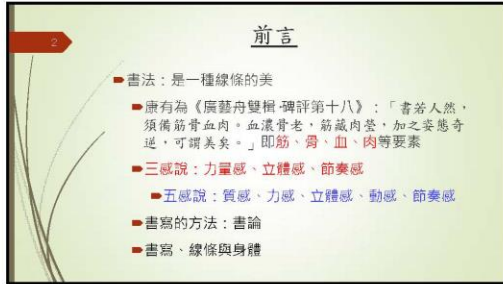 2
前言
書法：是一種線條的美
康有為《廣藝舟雙楫-碑評第十八》：「書若人然，
須備筋骨血肉。血濃骨老，筋藏肉瑩，加之姿態奇
逆，可謂美矣。」即筋、骨、血、肉等要素
三感說：力量感、立體感、節奏感
五感說：質感、力感、立體感、動感、節奏感
書寫的方法：書論
書寫、線條與身體